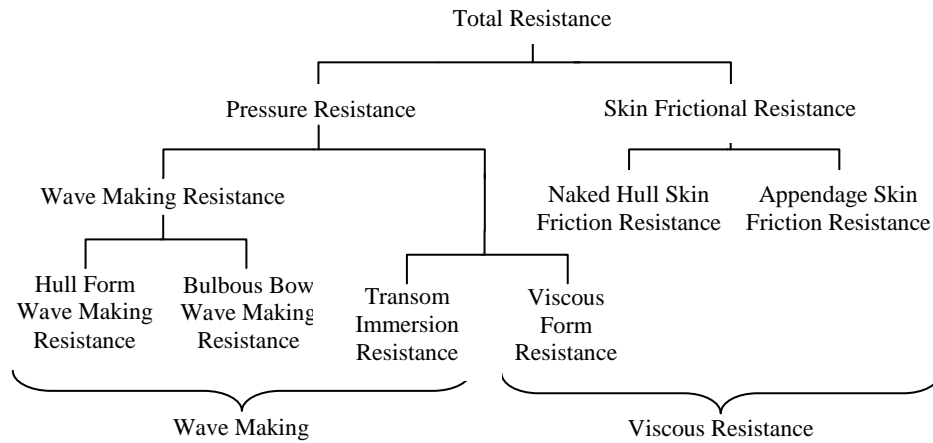 Total Resistance
Pressure Resistance
Skin Frictional Resistance
Wave Making Resistance
Naked Hull Skin
Friction Resistance
Appendage Skin
Friction Resistance
Hull Form
Wave Making
Resistance
Bulbous Bow
Wave Making
Resistance
Transom
Immersion
Resistance
Viscous
Form
Resistance
Wave Making
Viscous Resistance